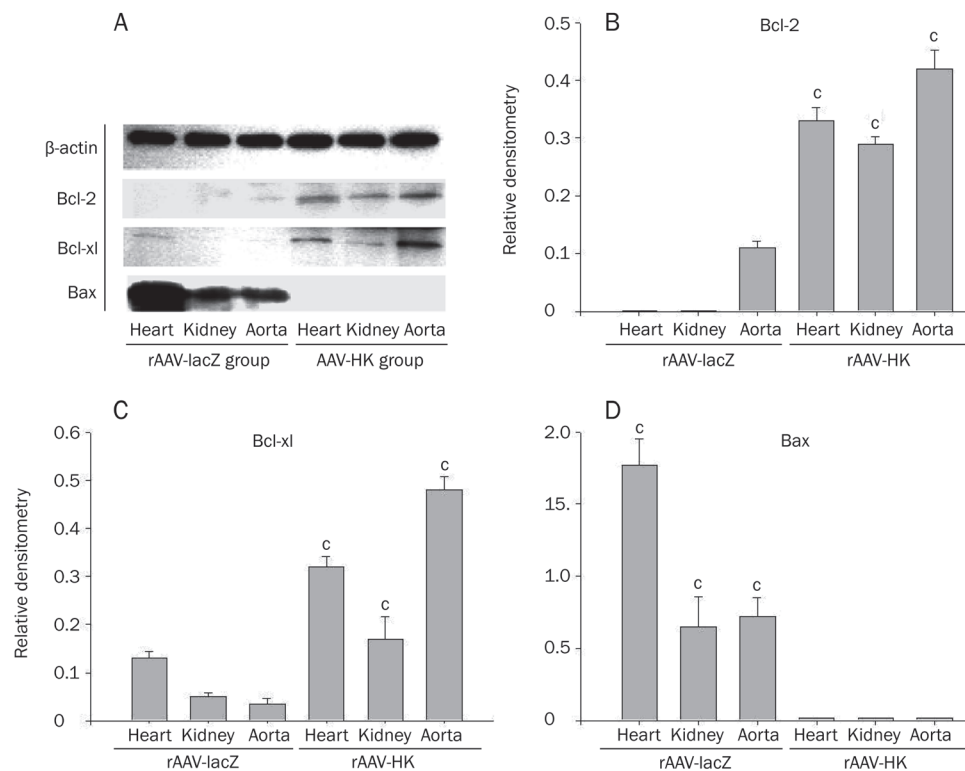 A
β-actin
Bcl-2
Bcl-xl
Bax
Heart Kidney Aorta Heart Kidney Aorta
rAAV-lacZ group AAV-HK group
B
Bcl-2
Relative densitometry
0.5
0.4
0.3
0.2
0.1
0
c
c
c
Heart Kidney Aorta Heart Kidney Aorta
rAAV-lacZ rAAV-HK
C
Bcl-xl
Relative densitometry
0.6
0.5
0.4
0.3
0.2
0.1
0
c
c
c
Heart Kidney Aorta Heart Kidney Aorta
rAAV-lacZ rAAV-HK
D
Bax
2.0
15.
1.0
0.5
0
c
c
c
Heart Kidney Aorta Heart Kidney Aorta
rAAV-lacZ rAAV-HK